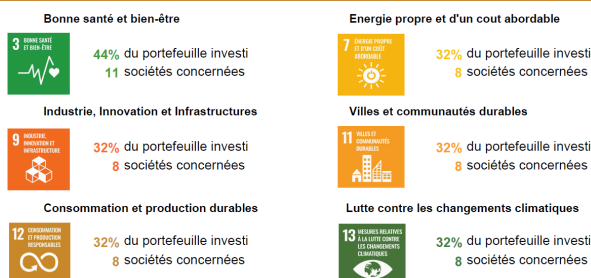 Bonne santé et bien-être
3 BONNE SANTÉ
ET BIEN-ÊTRE
44% du portefeuille investi
11 sociétés concernées
Energie propre et d'un cout abordable
7 ÉNERGIE PROPRE
ET D'UN COÛT
ABORDABLE
32% du portefeuille investi
8 sociétés concernées
Industrie, Innovation et Infrastructures
9 INDUSTRIE,
INNOVATION ET
INFRASTRUCTURE
32% du portefeuille investi
8 sociétés concernées
Villes et communautés durables
11 VILLES ET
COMMUNAUTÉS
DURABLES
32% du portefeuille investi
8 sociétés concernées
Consommation et production durables
12 CONSOMMATION
ET PRODUCTION
RESPONSABLES
32% du portefeuille investi
8 sociétés concernées
Lutte contre les changements climatiques
13 MESURES RELATIVES
À LA LUTTE CONTRE
LES CHANGEMENTS
CLIMATIQUES
32% du portefeuille investi
8 sociétés concernées